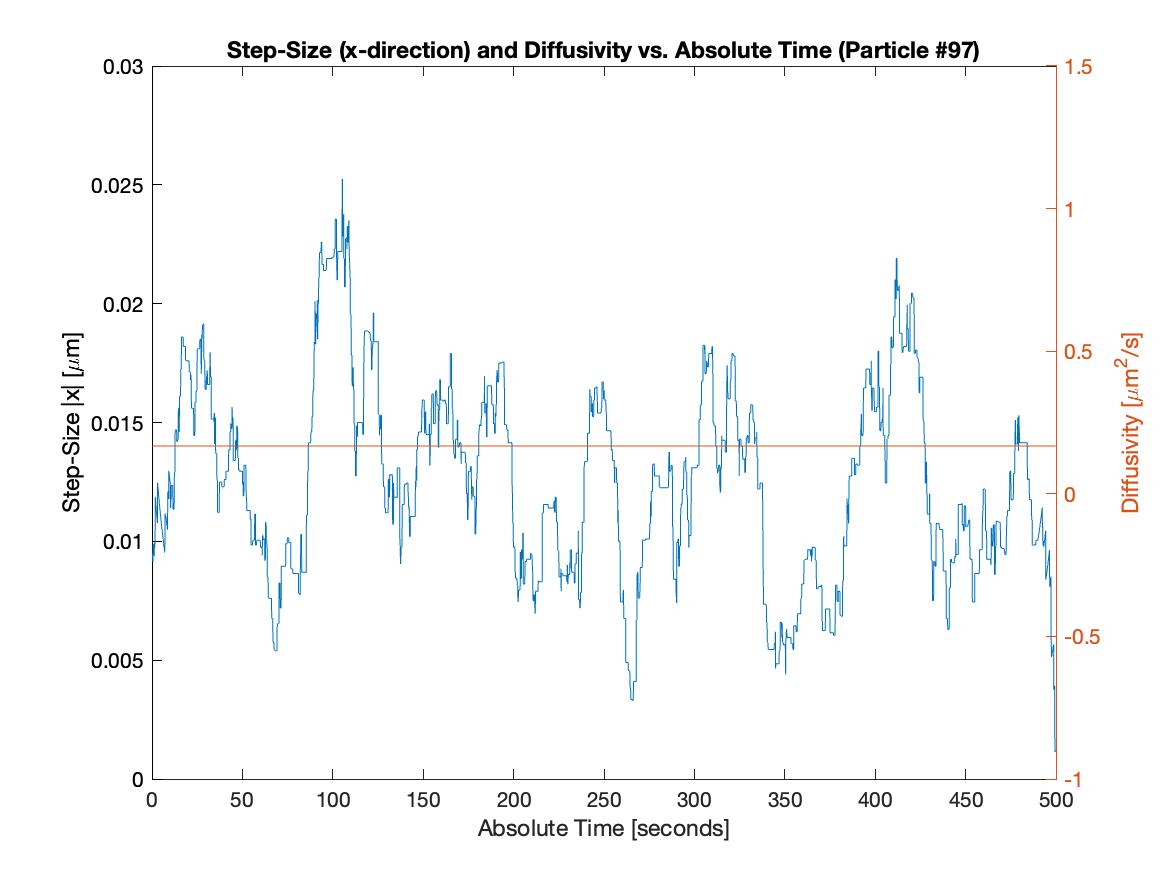 Step-Size (x-direction) and Diffusivity vs. Absolute Time (Particle #97)
0.03
0.025
0.02
0.015
0.01
0.005
0
Step-Size |x| [μm]
1.5
1
0.5
0
-0.5
-1
Diffusivity [μm²/s]
0 50 100 150 200 250 300 350 400 450 500
Absolute Time [seconds]